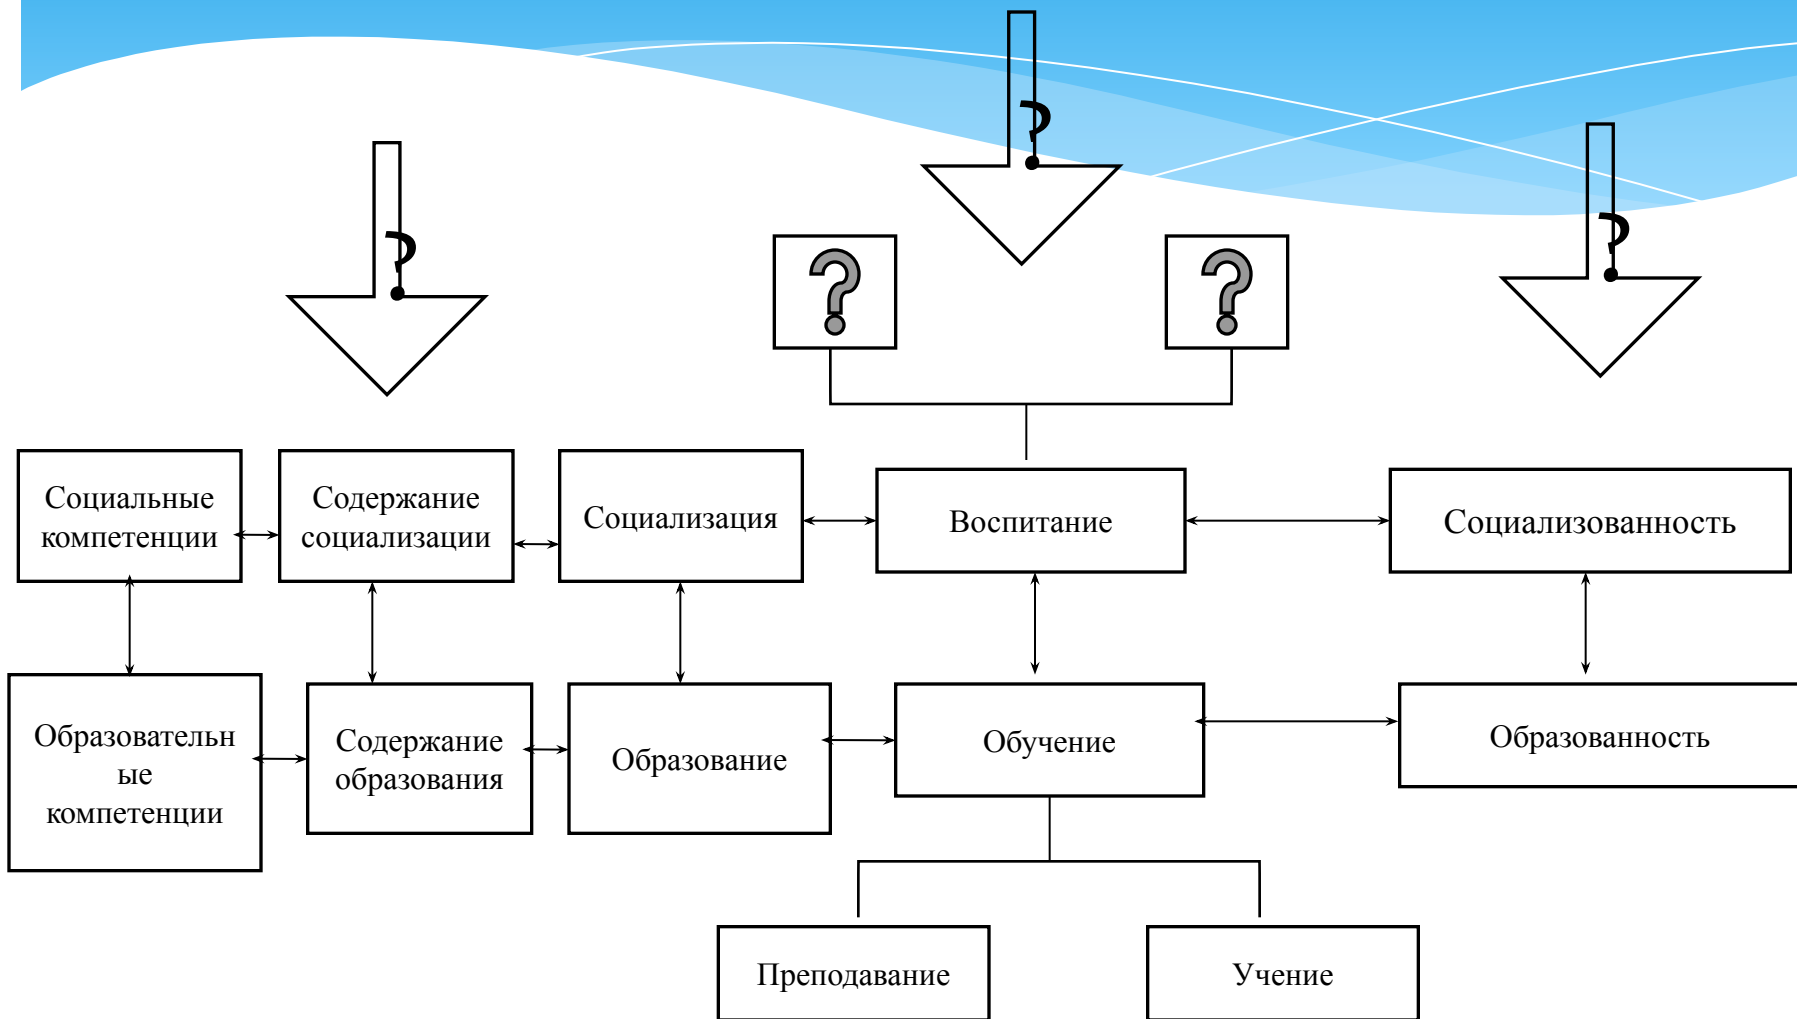 ?
?
?
?
?
Социальные
компетенции
Содержание
социализации
Социализация
Воспитание
Социализованность
Образовательн
ые
компетенции
Содержание
образования
Образование
Обучение
Образованность
Преподавание
Учение